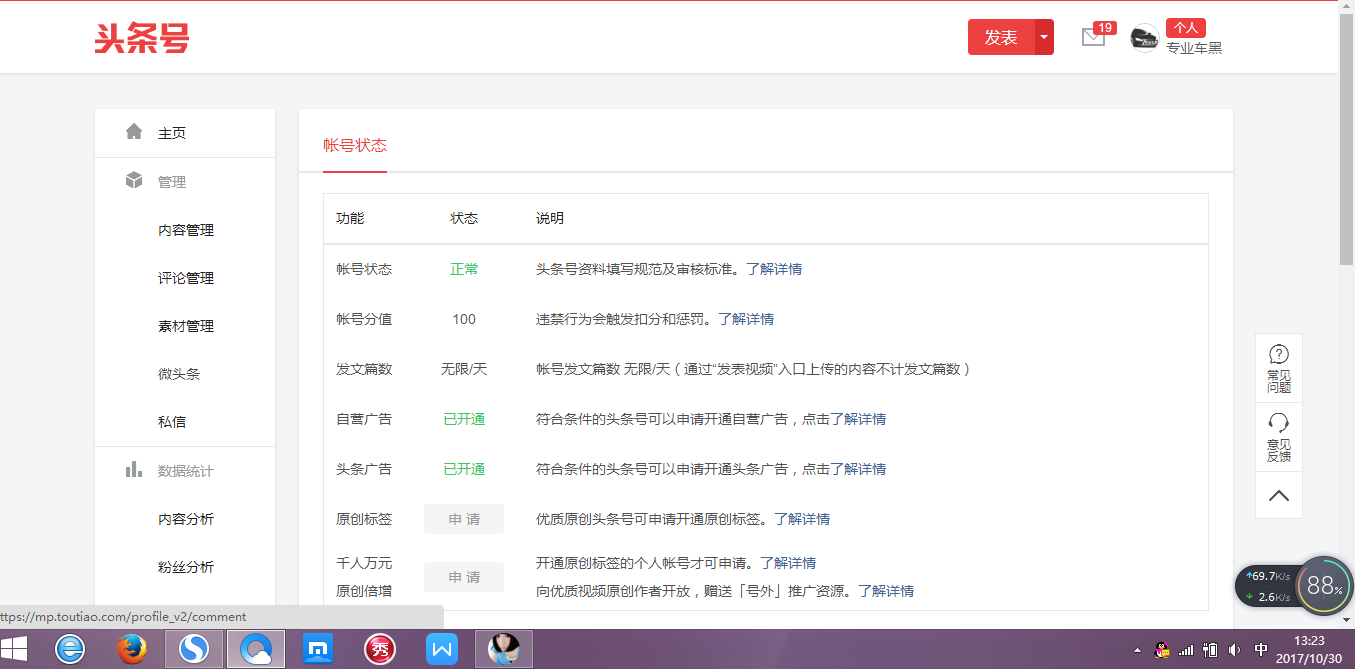 头条号
发表
19
个人
专业车黑
主页
管理
内容管理
评论管理
素材管理
微头条
私信
数据统计
内容分析
粉丝分析
帐号状态
功能 状态 说明
帐号状态 正常 头条号资料填写规范及审核标准。了解详情
帐号分值 100 违禁行为会触发扣分和惩罚。了解详情
发文篇数 无限/天 帐号发文篇数 无限/天（通过“发表视频”入口上传的内容不计发文篇数）
自营广告 已开通 符合条件的头条号可以申请开通自营广告，点击了解详情
头条广告 已开通 符合条件的头条号可以申请开通头条广告，点击了解详情
原创标签 申 请 优质原创头条号可申请开通原创标签。了解详情
千人万元 申 请 开通原创标签的个人帐号才可申请。了解详情
原创倍增 向优质视频原创作者开放，赠送「号外」推广资源。了解详情
常见
问题
意见
反馈
69.7K/s
2.6K/s
88%
ttps://mp.toutiao.com/profile_v2/comment
秀
中
13:23
2017/10/30